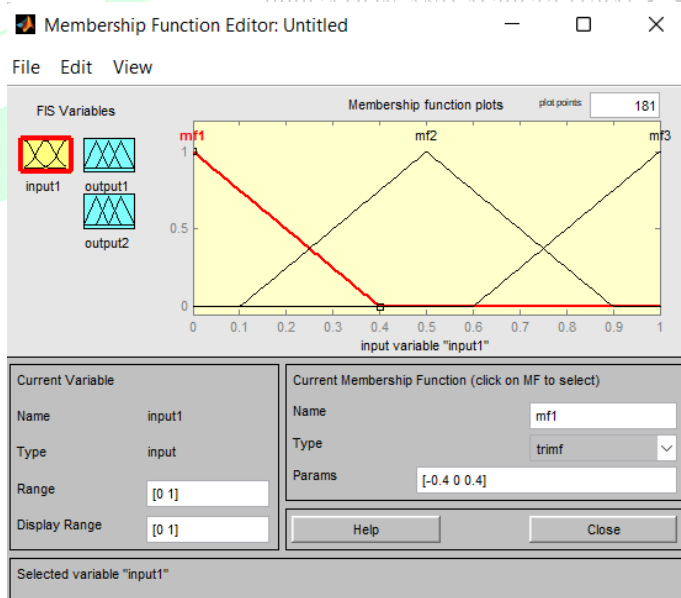 Membership Function Editor: Untitled
File Edit View
FIS Variables
Membership function plots plot points: 181
mf1 mf2 mf3
1
input1 output1
0.5
output2
0
0 0.1 0.2 0.3 0.4 0.5 0.6 0.7 0.8 0.9 1
input variable "input1"
Current Variable
Name input1
Type input
Range [0 1]
Display Range [0 1]
Current Membership Function (click on MF to select)
Name mf1
Type trimf
Params [-0.4 0 0.4]
Help Close
Selected variable "input1"